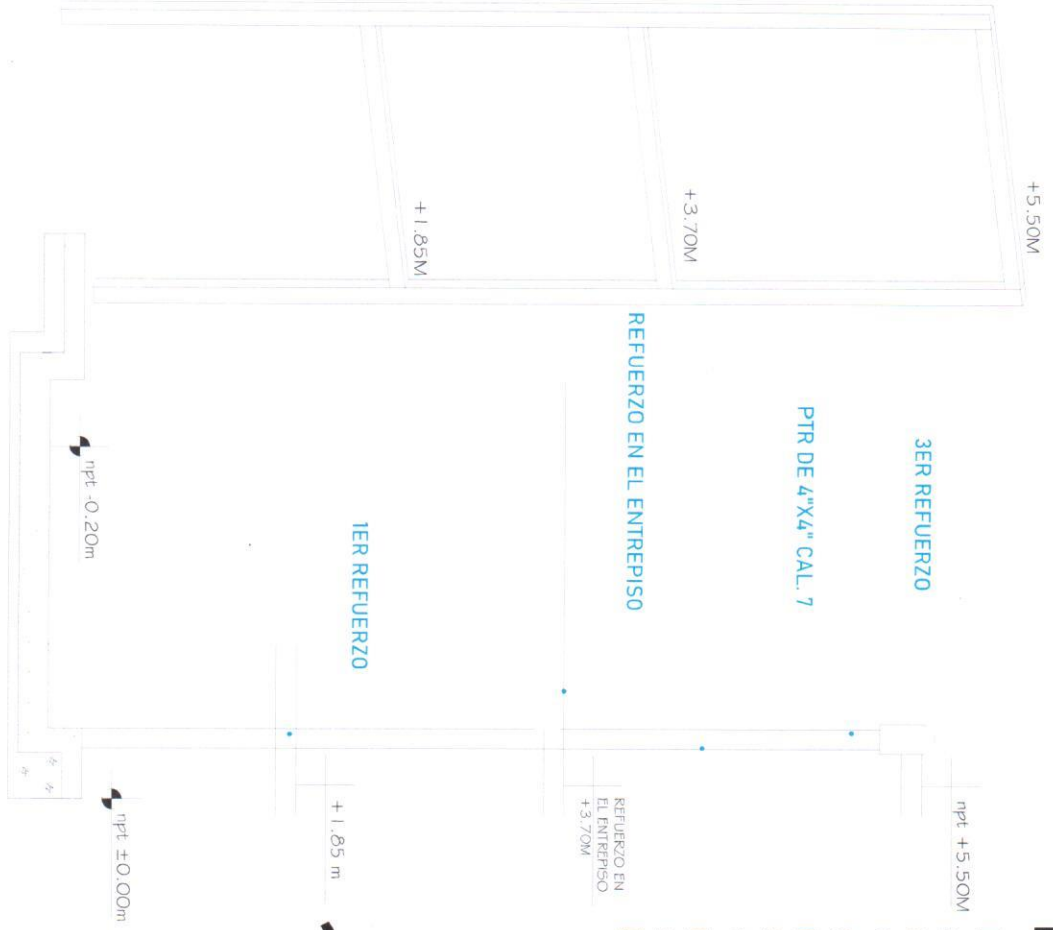 +5.50M
+3.70M
+1.85M
3ER REFUERZO
PTR DE 4"X4" CAL. 7
REFUERZO EN EL ENTREPISO
1ER REFUERZO
npt -0.20m
npt +5.50M
REFUERZO EN
EL ENTREPISO
+3.70M
+1.85 m
npt ±0.00m